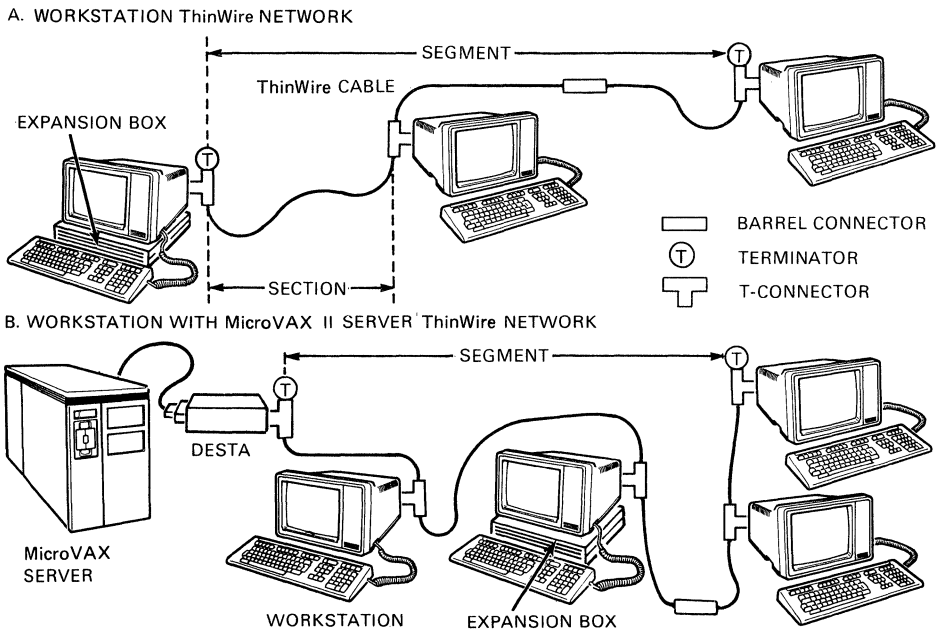 A. WORKSTATION ThinWire NETWORK
SEGMENT
T
ThinWire CABLE
EXPANSION BOX
T
BARREL CONNECTOR
T TERMINATOR
T-CONNECTOR
SECTION
B. WORKSTATION WITH MicroVAX II SERVER ThinWire NETWORK
SEGMENT
T
T
DESTA
MicroVAX
SERVER
WORKSTATION
EXPANSION BOX